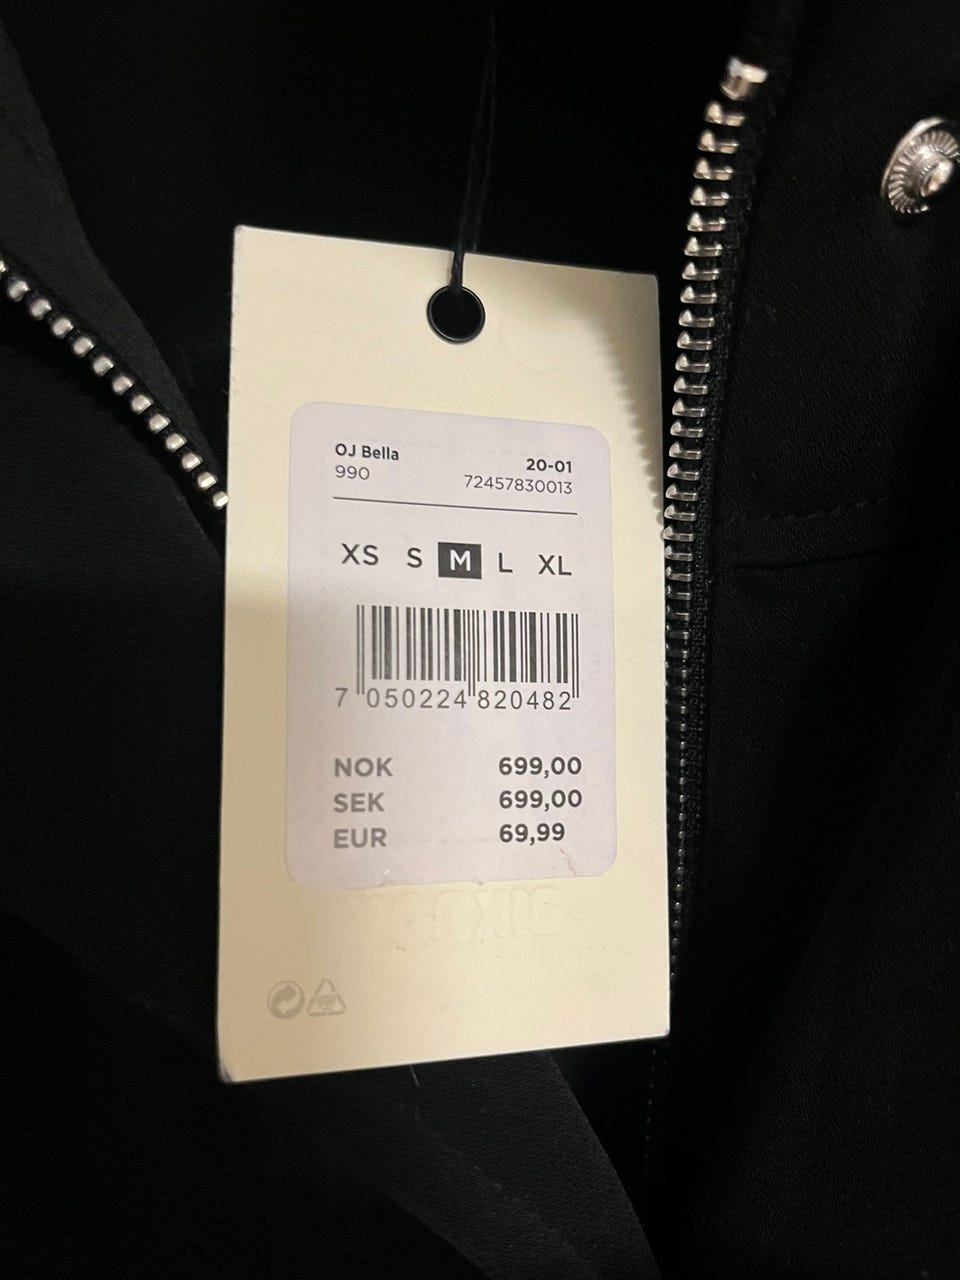 OJ Bella 20-01
990 72457830013
XS S M L XL
7 050224 820482
NOK 699,00
SEK 699,00
EUR 69,99